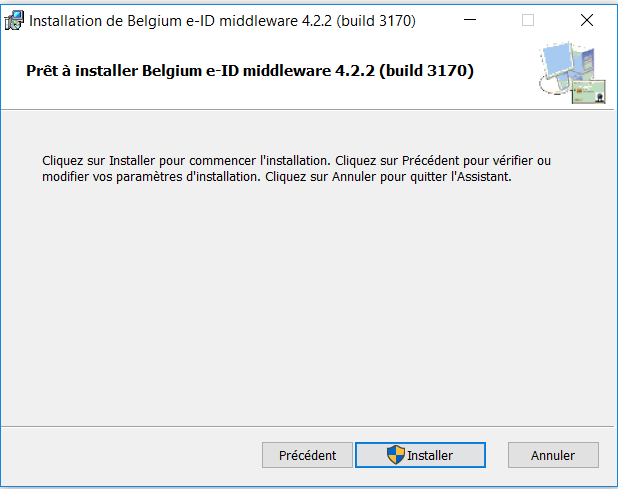 Installation de Belgium e-ID middleware 4.2.2 (build 3170)
Prêt à installer Belgium e-ID middleware 4.2.2 (build 3170)
Cliquez sur Installer pour commencer l'installation. Cliquez sur Précédent pour vérifier ou
modifier vos paramètres d'installation. Cliquez sur Annuler pour quitter l'Assistant.
Précédent
Installer
Annuler